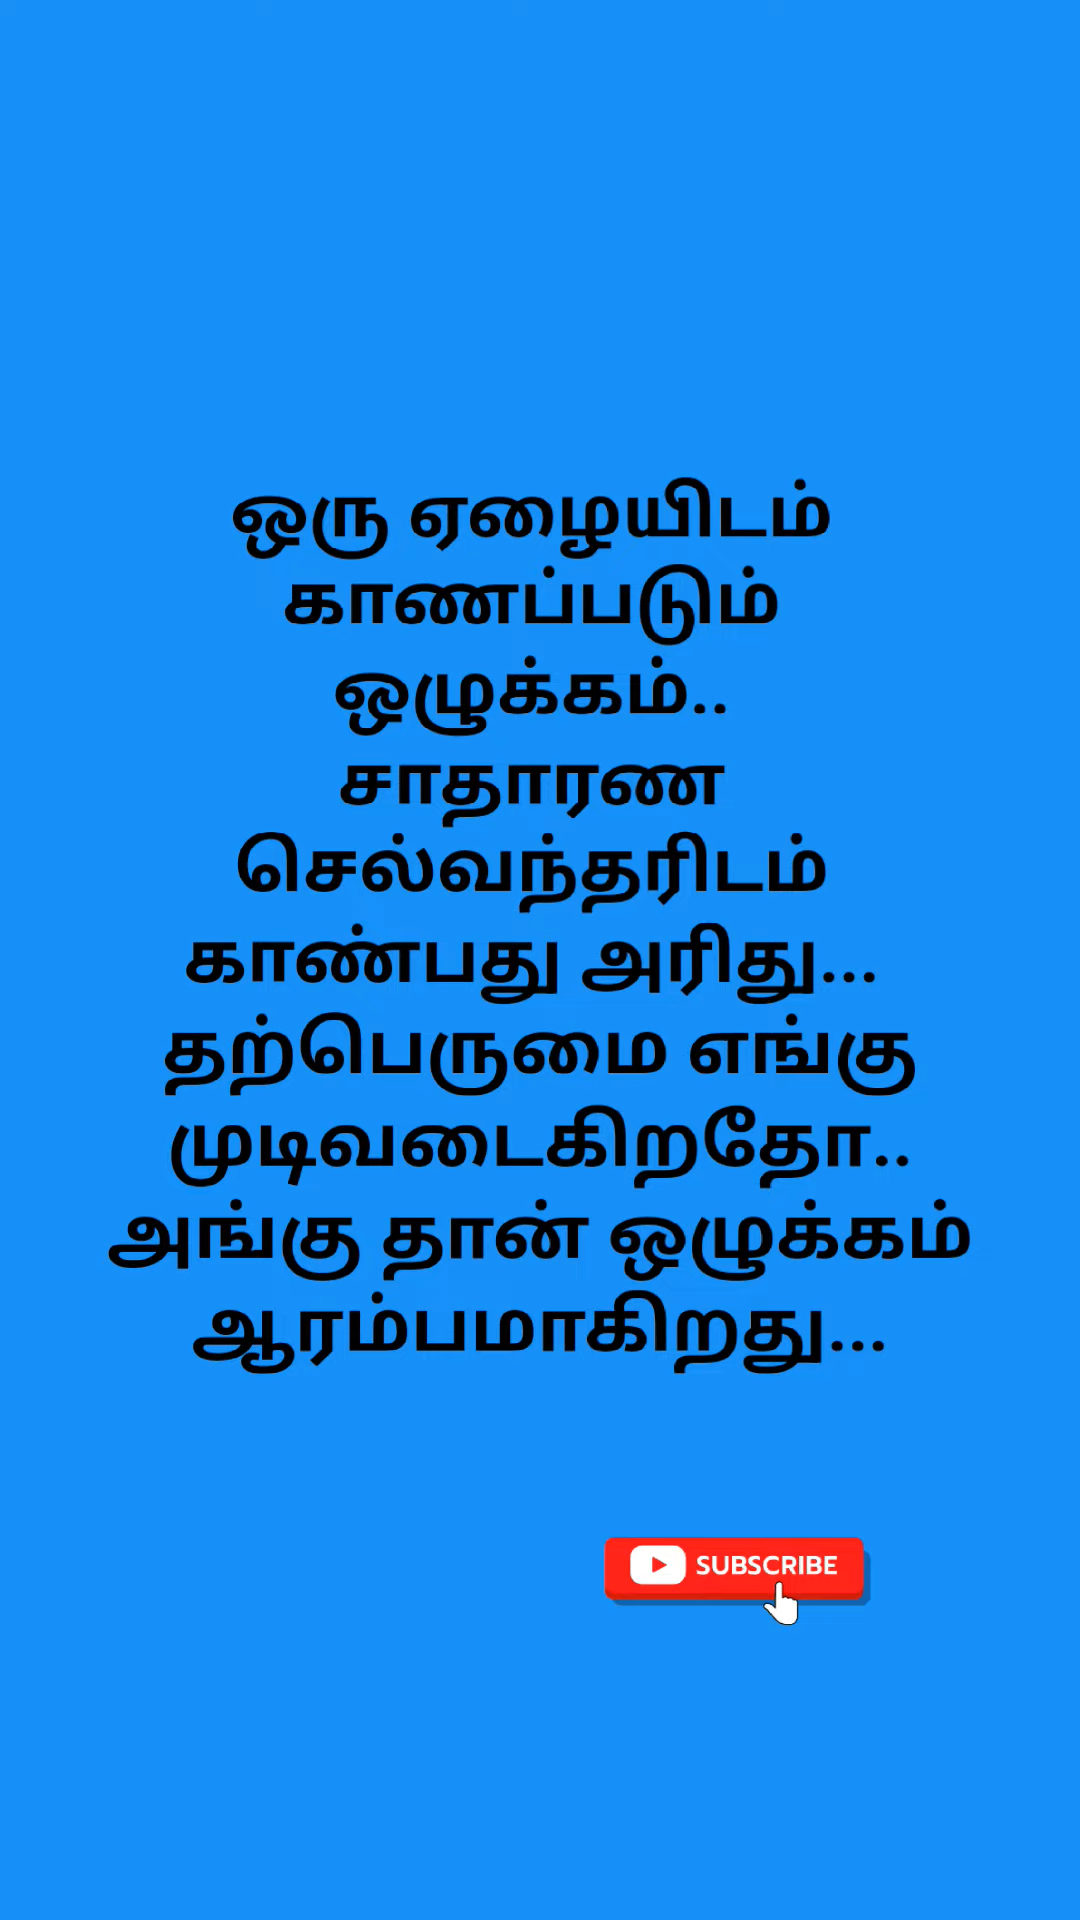 ஒரு ஏழையிடம்
காணப்படும்
ஒழுக்கம்..
சாதாரண
செல்வந்தரிடம்
காண்பது அரிது...
தற்பெருமை எங்கு
முடிவடைகிறதோ..
அங்கு தான் ஒழுக்கம்
ஆரம்பமாகிறது...
SUBSCRIBE